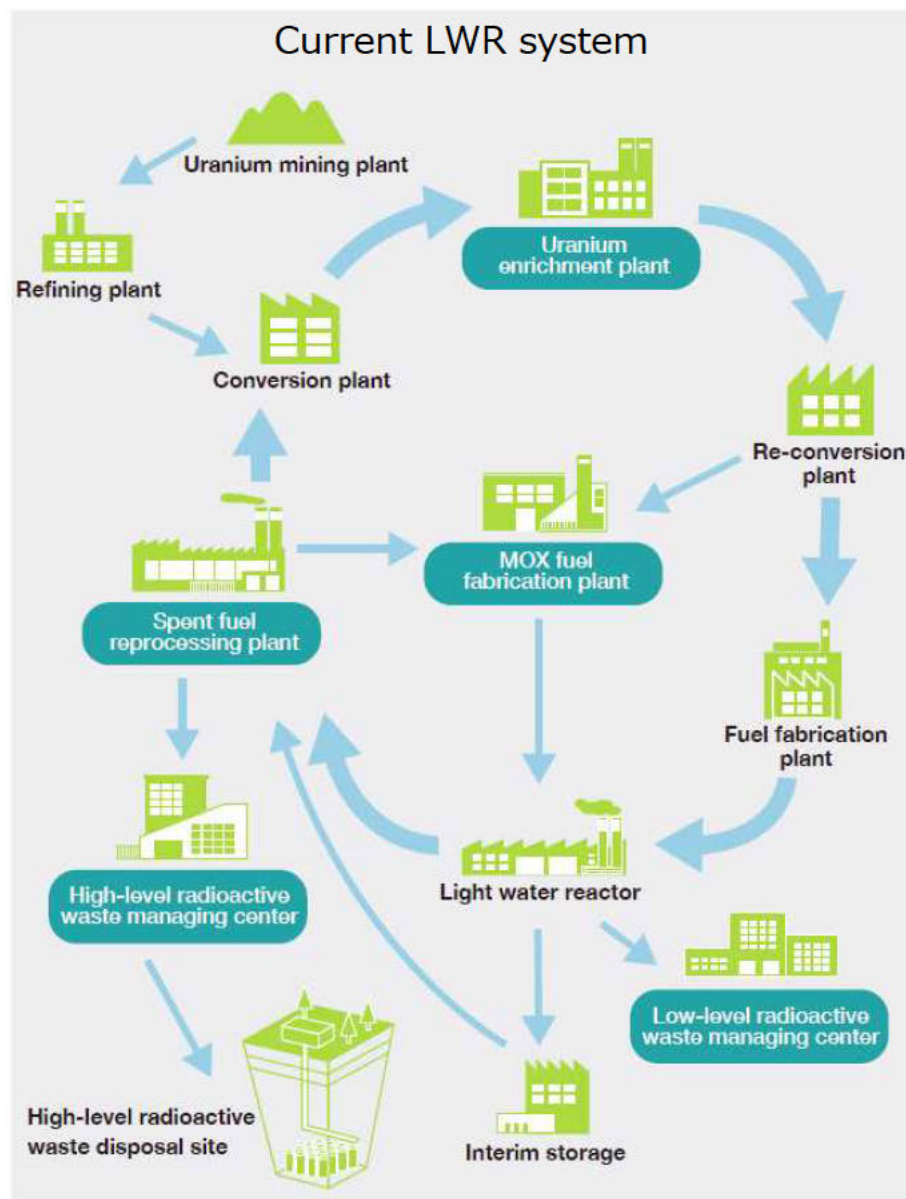 Current LWR system
Uranium mining plant
Uranium
enrichment plant
Refining plant
Conversion plant
Re-conversion
plant
MOX fuel
fabrication plant
Spent fuel
reprocessing plant
Fuel fabrication
plant
Light water reactor
High-level radioactive
waste managing center
Low-level radioactive
waste managing center
High-level radioactive
waste disposal site
Interim storage